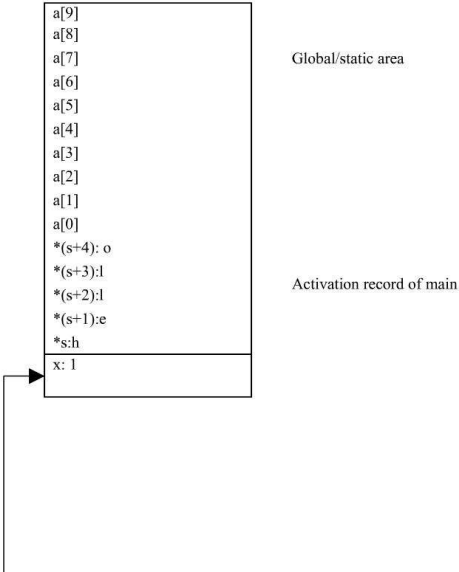 a[9]
a[8]
a[7]
Global/static area
a[6]
a[5]
a[4]
a[3]
a[2]
a[1]
a[0]
*(s+4): o
*(s+3):l
*(s+2):l
Activation record of main
*(s+1):e
*s:h
x: 1